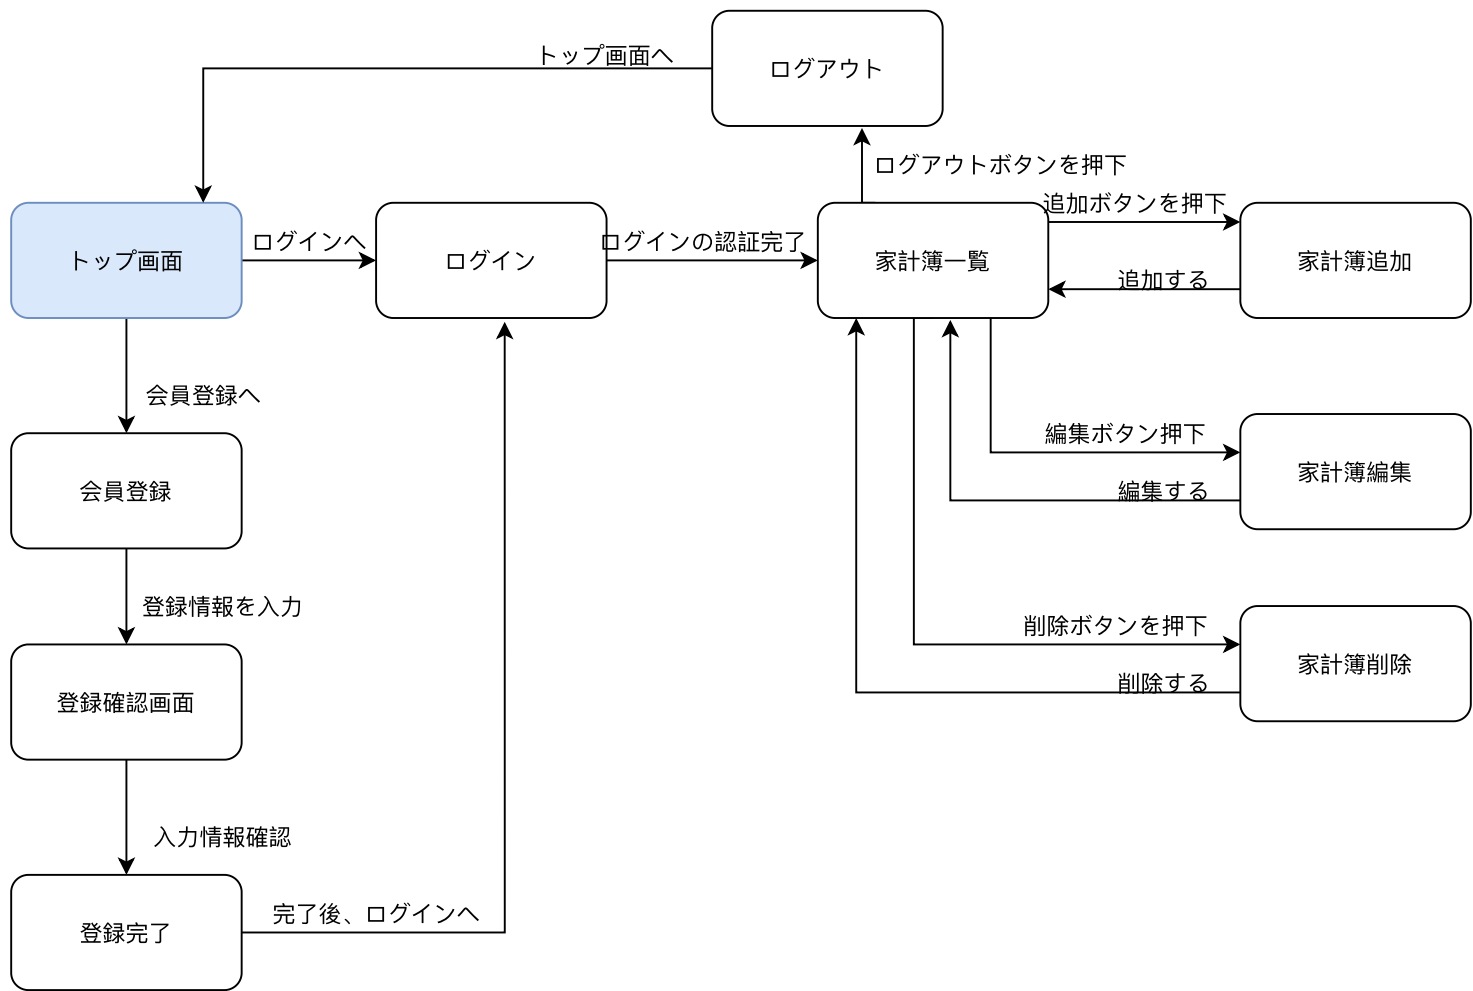 トップ画面へ
ログアウト
ログアウトボタンを押下
追加ボタンを押下
トップ画面
ログインへ
ログイン
ログインの認証完了
家計簿一覧
家計簿追加
追加する
会員登録へ
編集ボタン押下
家計簿編集
編集する
会員登録
登録情報を入力
削除ボタンを押下
家計簿削除
削除する
登録確認画面
入力情報確認
完了後、ログインへ
登録完了